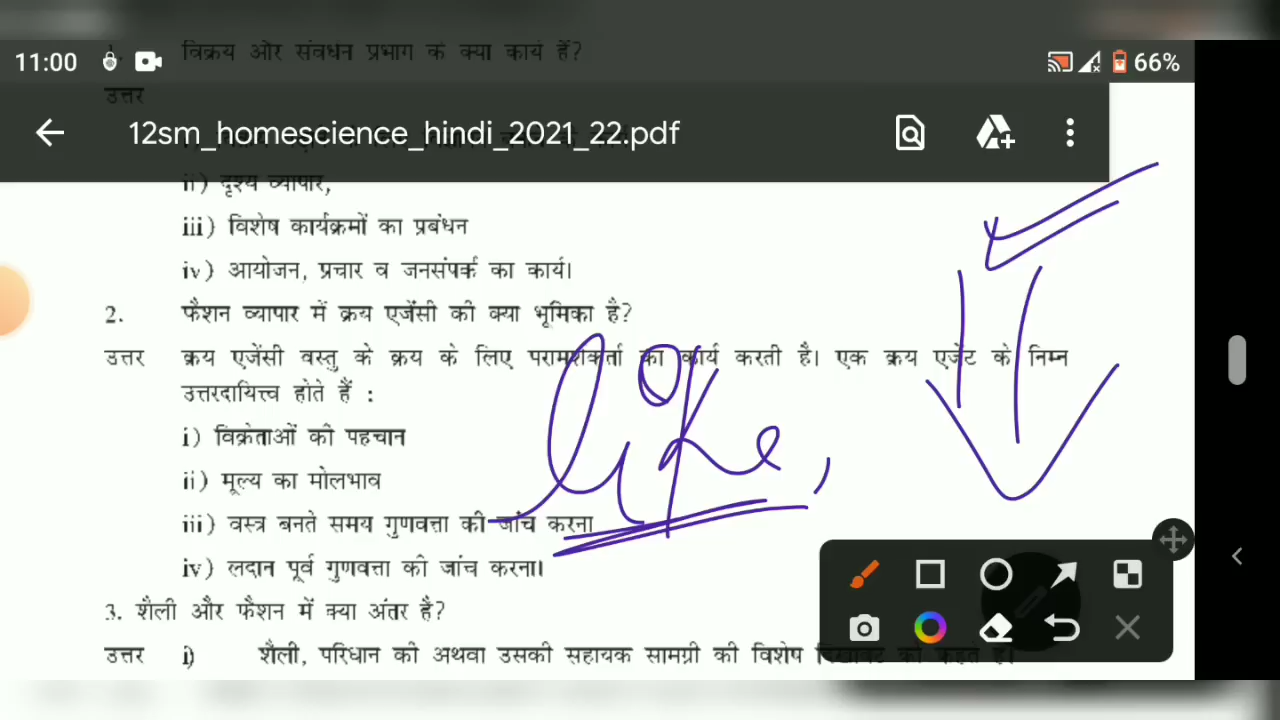 1. विक्रय और संवर्धन प्रभाग के क्या कार्य हैं?
11:00 66%
उत्तर
12sm_homescience_hindi_2021_22.pdf
ii) दृश्य व्यापार,
iii) विशेष कार्यक्रमों का प्रबंधन
iv) आयोजन, प्रचार व जनसंपर्क का कार्य।
2. फैशन व्यापार में क्रय एजेंसी की क्या भूमिका है?
उत्तर क्रय एजेंसी वस्तु के क्रय के लिए परामर्शकर्ता का कार्य करती है। एक क्रय एजेंट के निम्न
उत्तरदायित्त्व होते हैं :
i) विक्रेताओं की पहचान
ii) मूल्य का मोलभाव
like,
iii) वस्त्र बनते समय गुणवत्ता की जांच करना
iv) लदान पूर्व गुणवत्ता की जांच करना।
3. शैली और फैशन में क्या अंतर है?
उत्तर i) शैली, परिधान की अथवा उसकी सहायक सामग्री की विशेष दिखावट को कहते हैं।